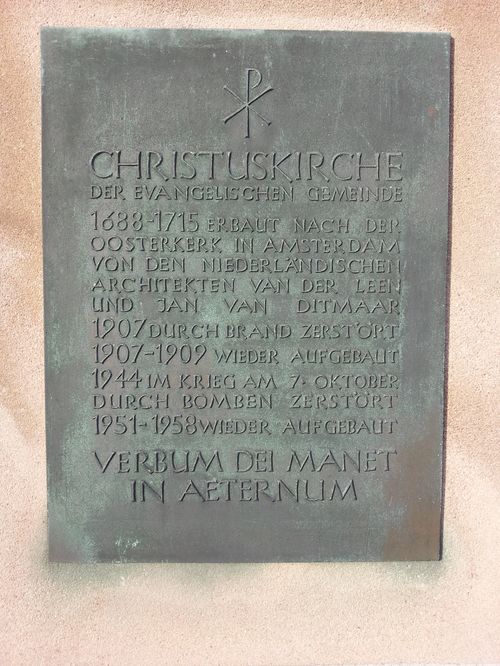 CHRISTUSKIRCHE
DER EVANGELISCHEN GEMEINDE
1688-1715 ERBAUT NACH DER
OOSTERKERK IN AMSTERDAM
VON DEN NIEDERLÄNDISCHEN
ARCHITEKTEN VAN DER LEEN
UND JAN VAN DITMAAR
1907 DURCH BRAND ZERSTÖRT
1907-1909 WIEDER AUFGEBAUT
1944 IM KRIEG AM 7. OKTOBER
DURCH BOMBEN ZERSTÖRT
1951-1958 WIEDER AUFGEBAUT
VERBUM DEI MANET
IN AETERNUM